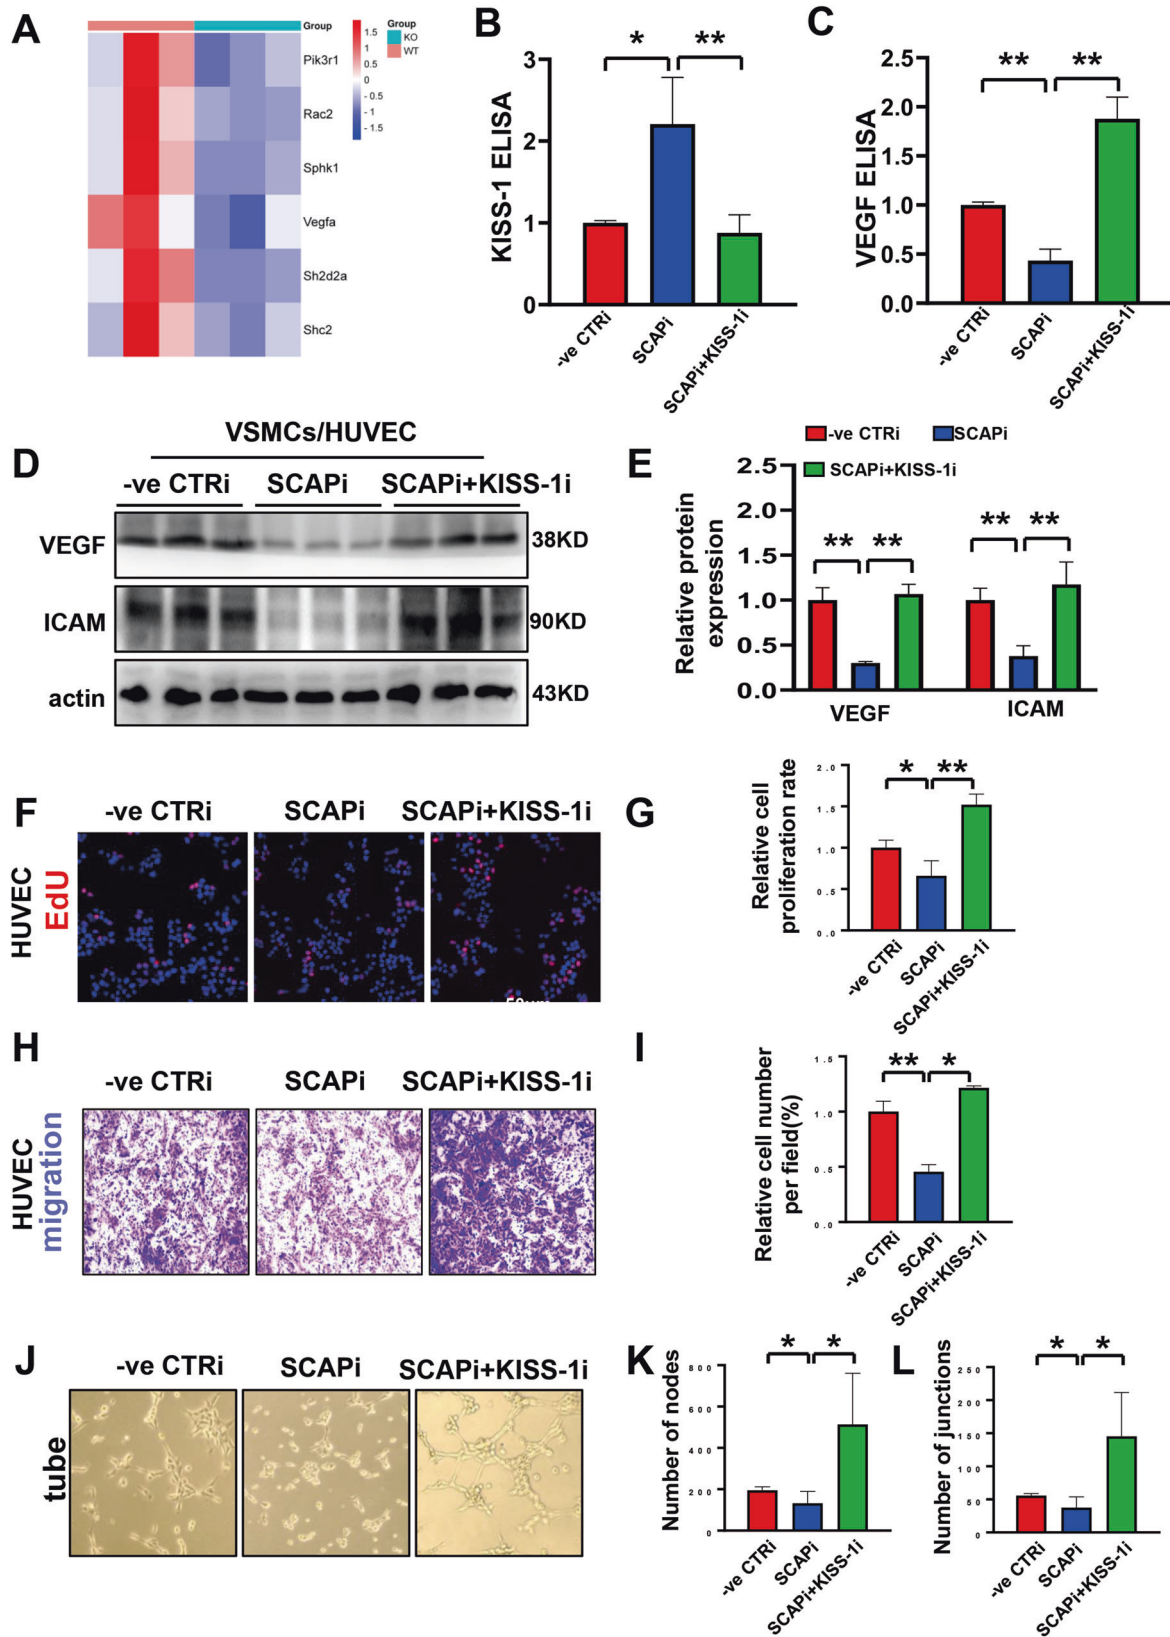 A
Group
Pik3r1
Rac2
Sphk1
Vegfa
Sh2d2a
Shc2
1.5
1
0.5
0
- 0.5
- 1
- 1.5
Group
KO
WT
B
KISS-1 ELISA
3
2
1
0
* **
-ve CTRi
SCAPi
SCAPi+KISS-1i
C
VEGF ELISA
2.5
2.0
1.5
1.0
0.5
0.0
** **
-ve CTRi
SCAPi
SCAPi+KISS-1i
D
VSMCs/HUVEC
-ve CTRi SCAPi SCAPi+KISS-1i
VEGF 38KD
ICAM 90KD
actin 43KD
E
-ve CTRi SCAPi
SCAPi+KISS-1i
Relative protein
expression
2.5
2.0
1.5
1.0
0.5
0.0
** ** ** **
VEGF ICAM
F
-ve CTRi SCAPi SCAPi+KISS-1i
HUVEC
EdU
G
Relative cell
proliferation rate
2.0
1.5
1.0
0.5
0.0
* **
-ve CTRi
SCAPi
SCAPi+KISS-1i
H
-ve CTRi SCAPi SCAPi+KISS-1i
HUVEC
migration
I
Relative cell number
per field(%)
1.5
1.0
0.5
0.0
** *
-ve CTRi
SCAPi
SCAPi+KISS-1i
J
-ve CTRi SCAPi SCAPi+KISS-1i
tube
K
Number of nodes
800
600
400
200
0
* *
-ve CTRi
SCAPi
SCAPi+KISS-1i
L
Number of junctions
250
200
150
100
50
0
* *
-ve CTRi
SCAPi
SCAPi+KISS-1i